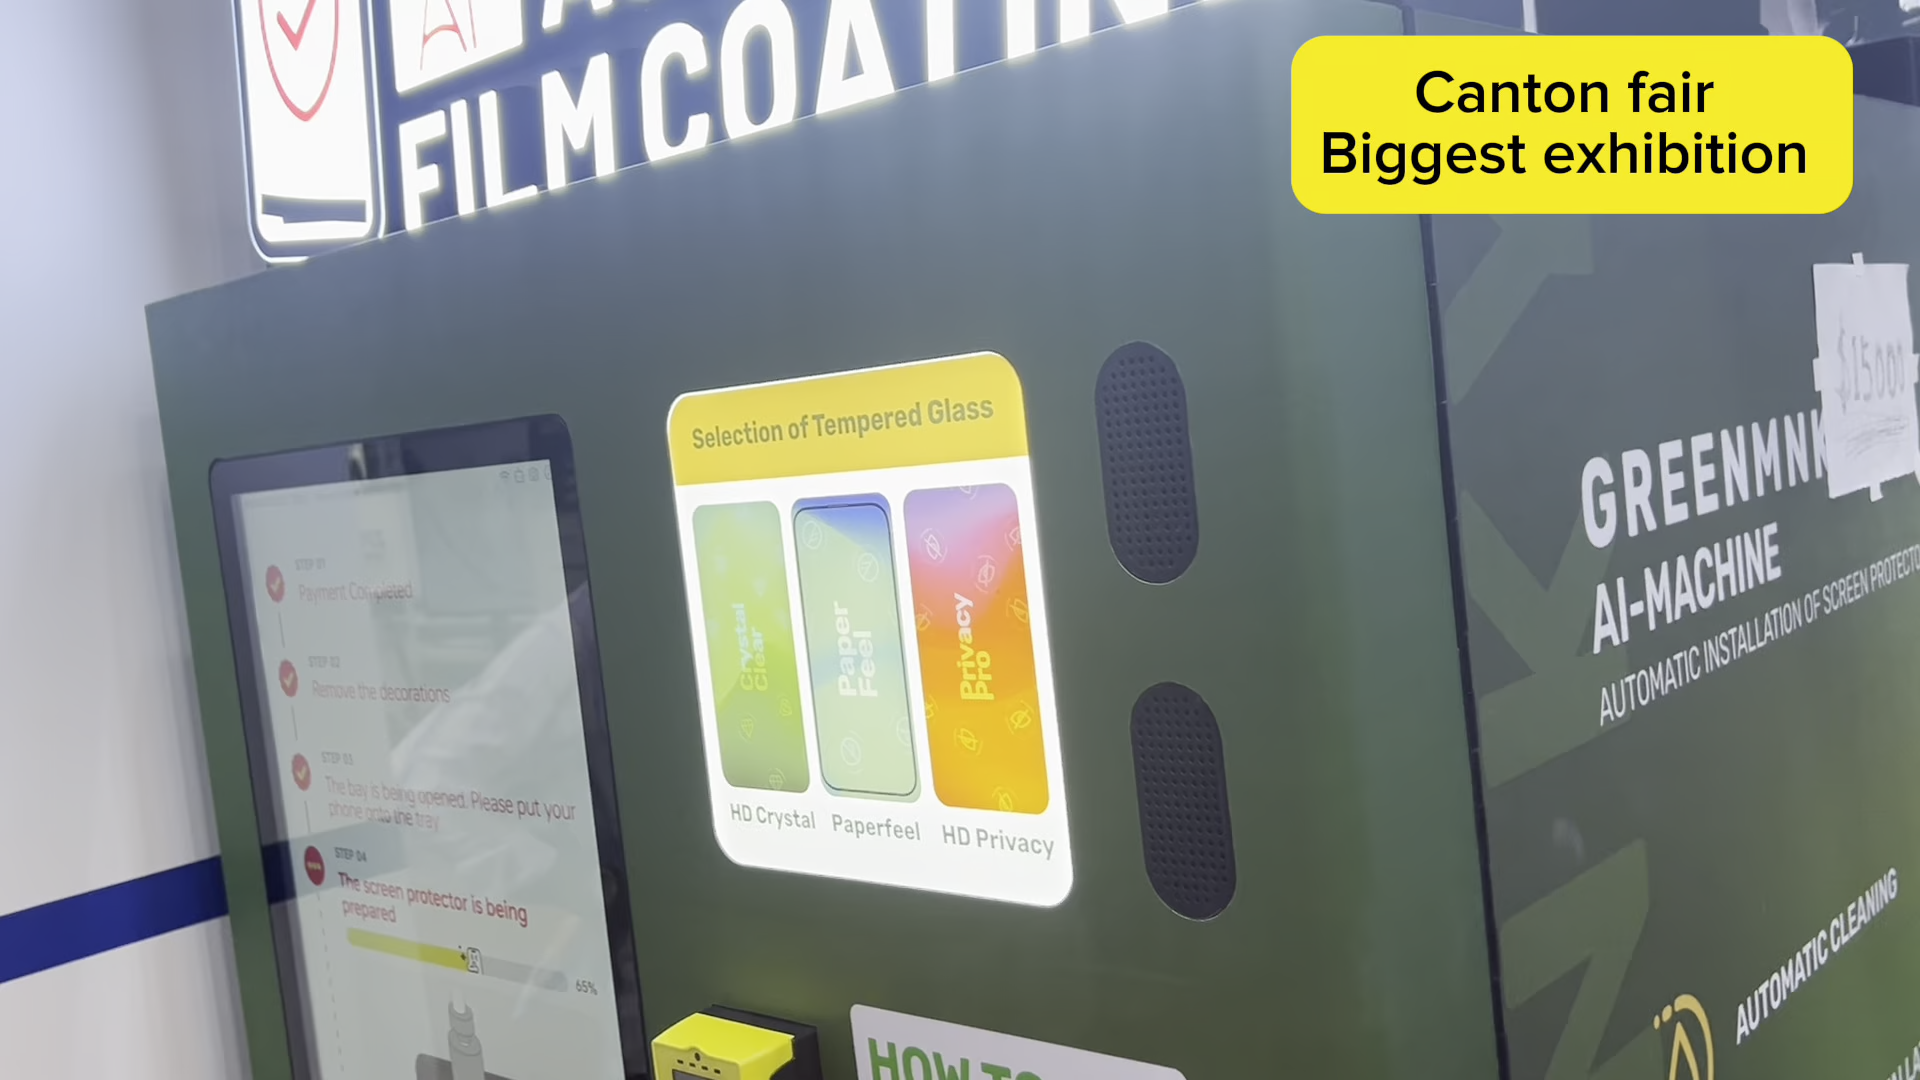 Canton fair
Biggest exhibition
AI
FILM COATIN
Selection of Tempered Glass
Crystal
Clear
Paper
Feel
Privacy
Pro
HD Crystal
Paperfeel
HD Privacy
STEP 01
Payment Completed
STEP 02
Remove the decorations
STEP 03
The bay is being opened. Please put your
phone onto the tray
STEP 04
The screen protector is being
prepared
65%
HOW TO
$15000
GREENMNK
AI-MACHINE
AUTOMATIC INSTALLATION OF SCREEN PROTECTO
AUTOMATIC CLEANING